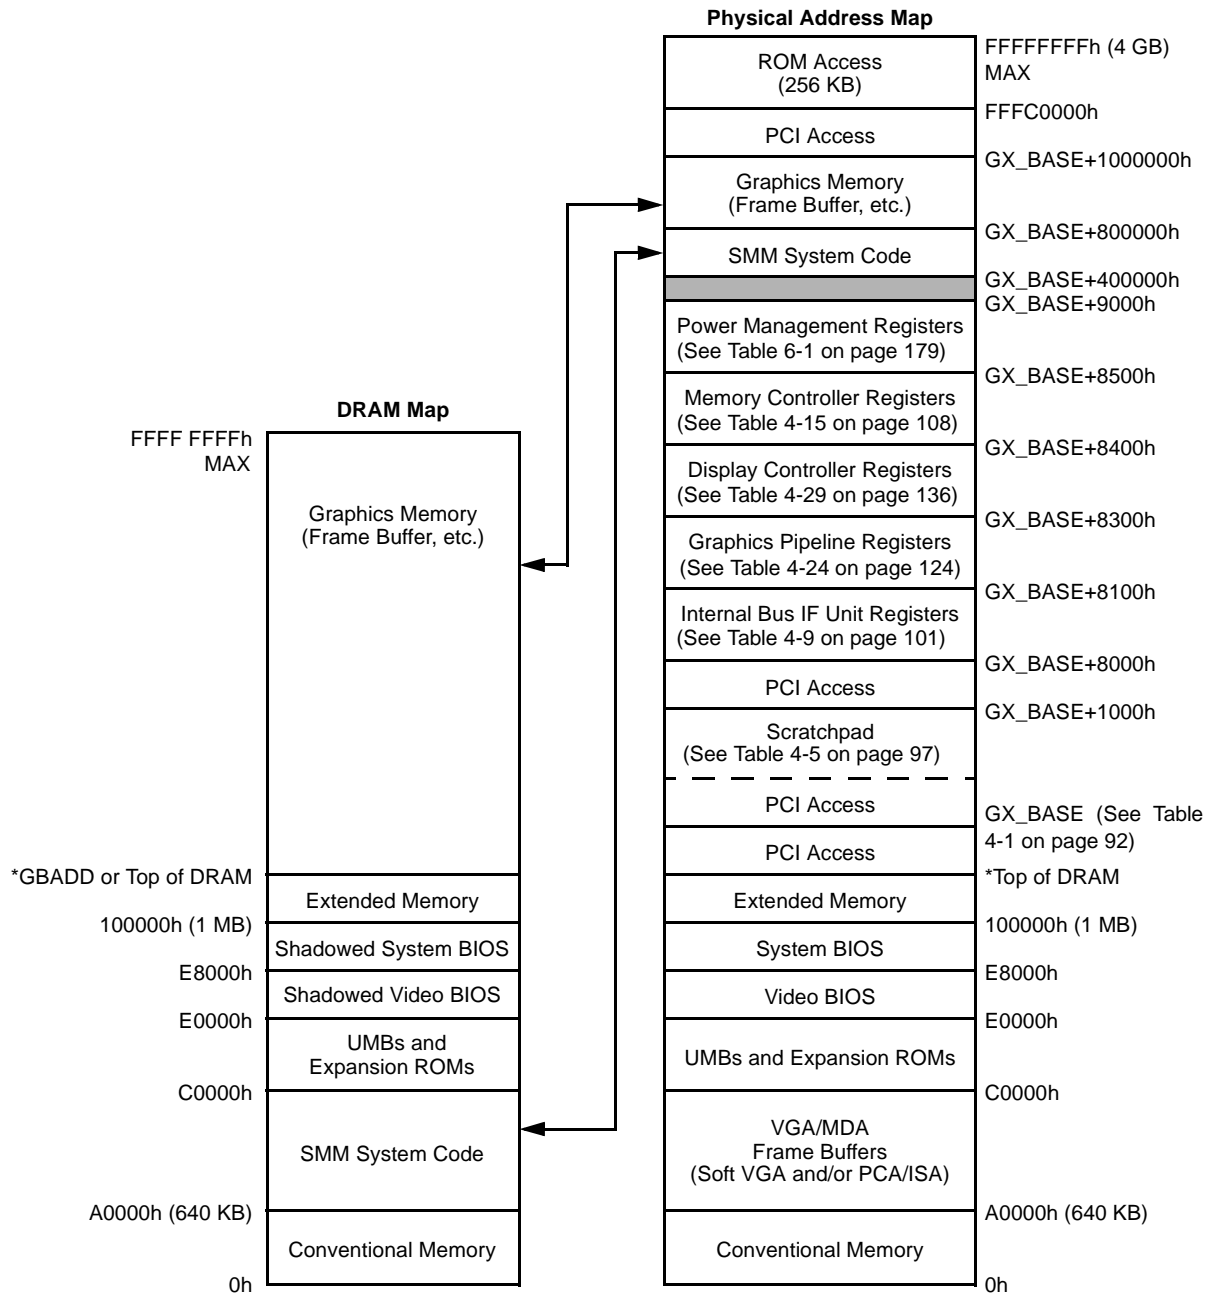 Physical Address Map
FFFFFFFFh (4 GB)
MAX
ROM Access
(256 KB)
FFFC0000h
PCI Access
GX_BASE+1000000h
Graphics Memory
(Frame Buffer, etc.)
GX_BASE+800000h
SMM System Code
GX_BASE+400000h
GX_BASE+9000h
Power Management Registers
(See Table 6-1 on page 179)
GX_BASE+8500h
Memory Controller Registers
(See Table 4-15 on page 108)
GX_BASE+8400h
Display Controller Registers
(See Table 4-29 on page 136)
GX_BASE+8300h
Graphics Pipeline Registers
(See Table 4-24 on page 124)
GX_BASE+8100h
Internal Bus IF Unit Registers
(See Table 4-9 on page 101)
GX_BASE+8000h
PCI Access
GX_BASE+1000h
Scratchpad
(See Table 4-5 on page 97)
PCI Access
GX_BASE (See Table
4-1 on page 92)
PCI Access
*Top of DRAM
Extended Memory
100000h (1 MB)
System BIOS
E8000h
Video BIOS
E0000h
UMBs and Expansion ROMs
C0000h
VGA/MDA
Frame Buffers
(Soft VGA and/or PCA/ISA)
A0000h (640 KB)
Conventional Memory
0h
DRAM Map
FFFF FFFFh
MAX
Graphics Memory
(Frame Buffer, etc.)
*GBADD or Top of DRAM
Extended Memory
100000h (1 MB)
Shadowed System BIOS
E8000h
Shadowed Video BIOS
E0000h
UMBs and
Expansion ROMs
C0000h
SMM System Code
A0000h (640 KB)
Conventional Memory
0h